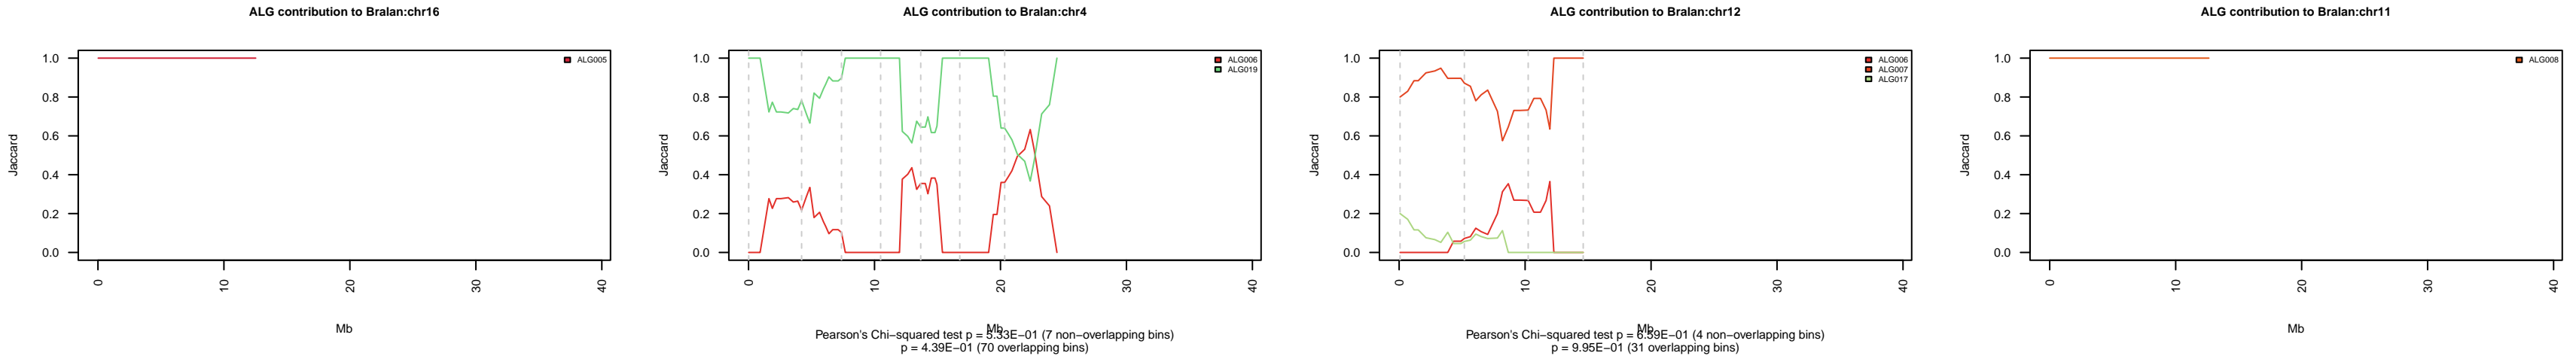 ALG contribution to Bralan:chr16
1.0
0.8
0.6
0.4
0.2
0.0
Jaccard
ALG005
0
10
20
30
40
Mb
ALG contribution to Bralan:chr4
1.0
0.8
0.6
0.4
0.2
0.0
Jaccard
ALG006
ALG019
0
10
20
30
40
Mb
Pearson's Chi−squared test p = 5.33E−01 (7 non−overlapping bins)
p = 4.39E−01 (70 overlapping bins)
ALG contribution to Bralan:chr12
1.0
0.8
0.6
0.4
0.2
0.0
Jaccard
ALG006
ALG007
ALG017
0
10
20
30
40
Mb
Pearson's Chi−squared test p = 6.59E−01 (4 non−overlapping bins)
p = 9.95E−01 (31 overlapping bins)
ALG contribution to Bralan:chr11
1.0
0.8
0.6
0.4
0.2
0.0
Jaccard
ALG008
0
10
20
30
40
Mb